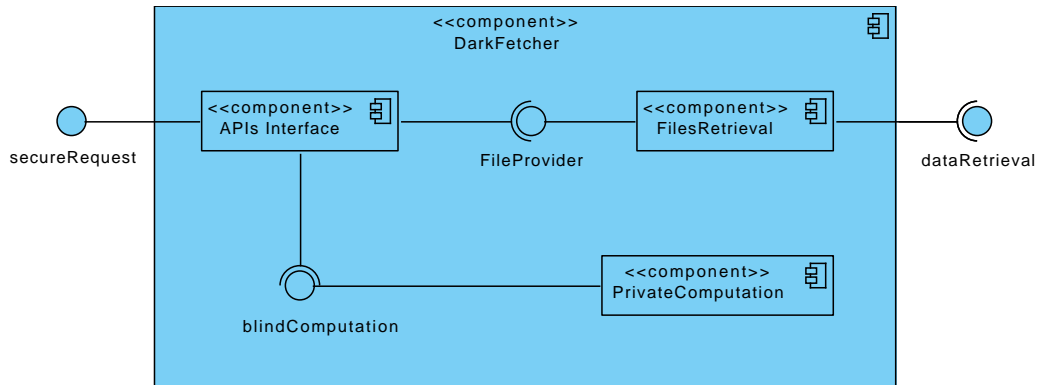 <<component>>
DarkFetcher
<<component>>
APIs Interface
<<component>>
FilesRetrieval
secureRequest
FileProvider
dataRetrieval
<<component>>
PrivateComputation
blindComputation